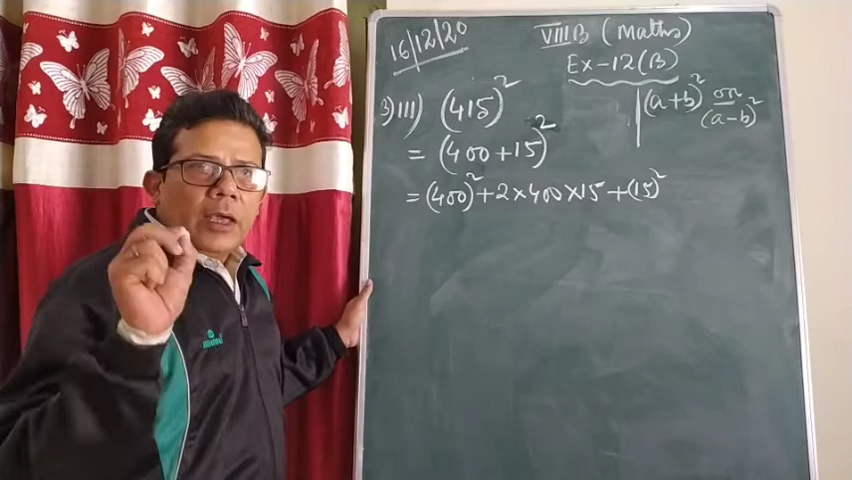 16/12/20
VIII B (Maths)
Ex-12(B)
(a+b)² or
(a-b)²
3) III) (415)²
= (400 + 15)²
= (400)² + 2 × 400 × 15 + (15)²